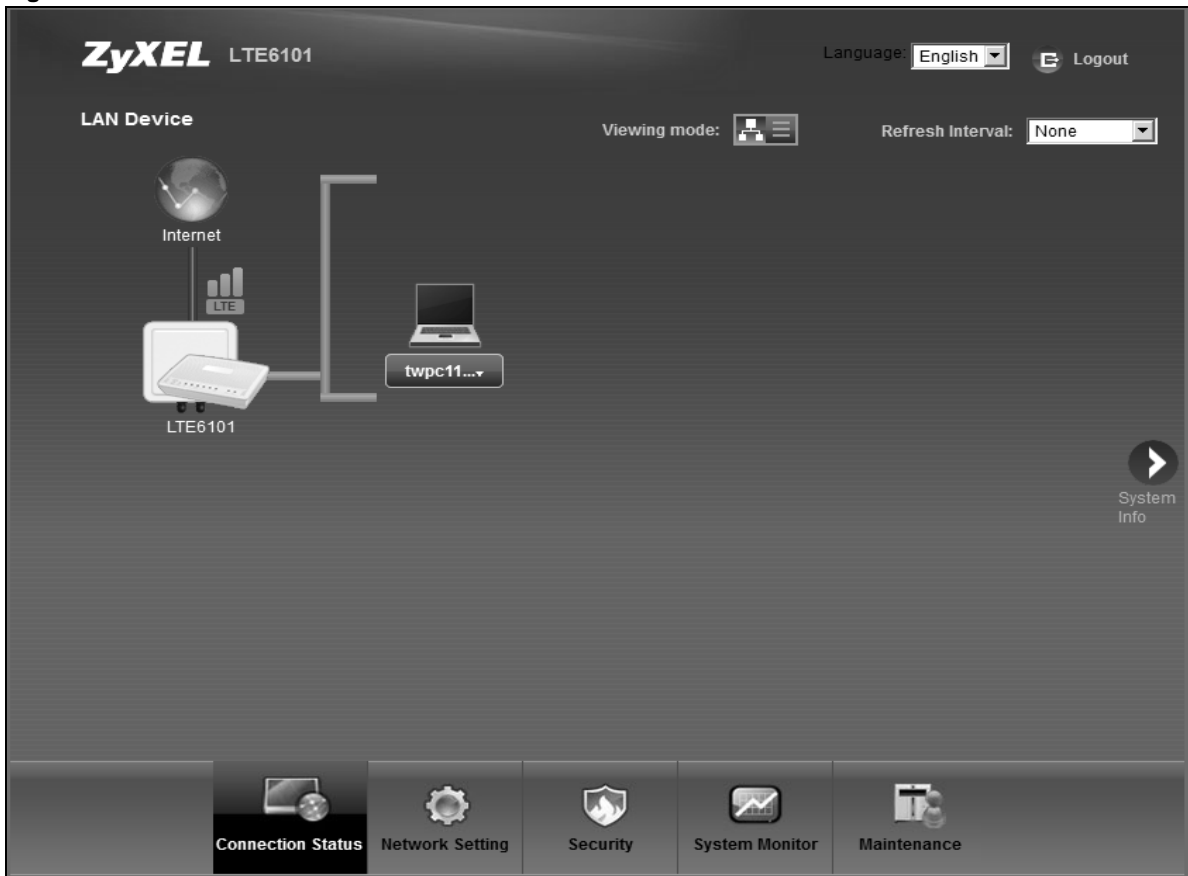 ZyXEL LTE6101
Language: English
Logout
LAN Device
Viewing mode:
Refresh Interval: None
Internet
LTE
twpc11...
LTE6101
System
Info
Connection Status
Network Setting
Security
System Monitor
Maintenance